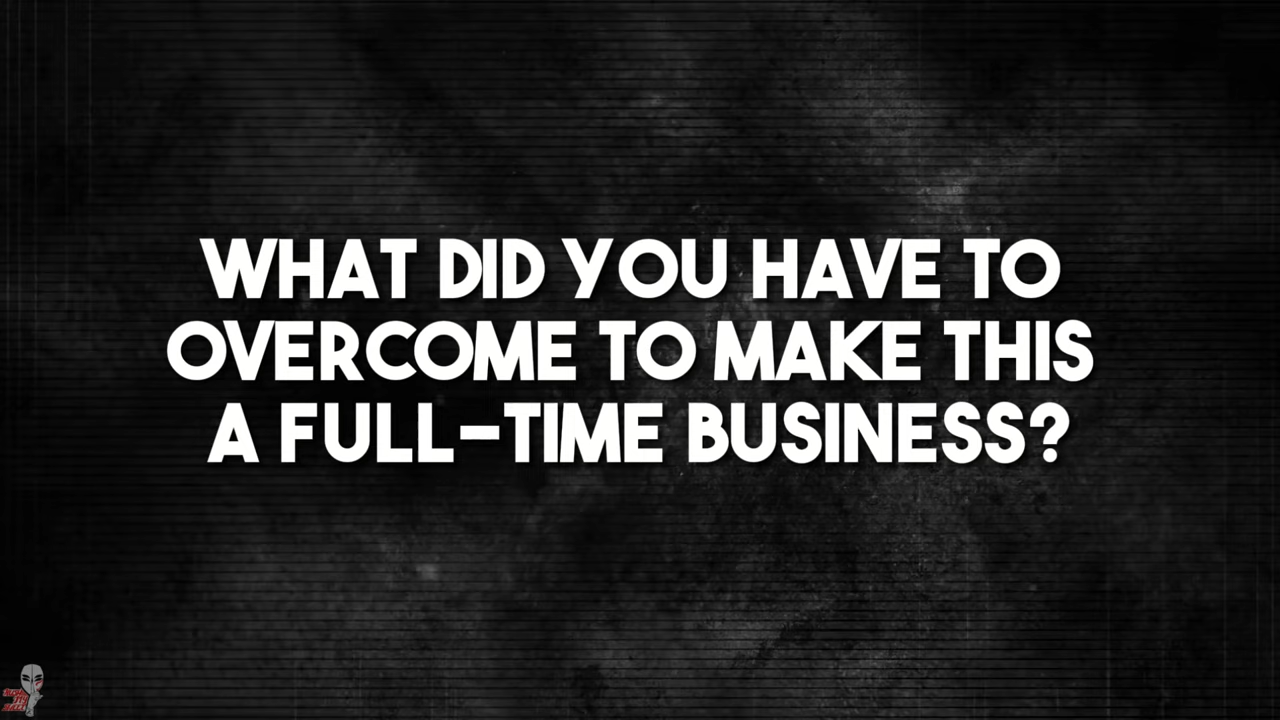 WHAT DID YOU HAVE TO
OVERCOME TO MAKE THIS
A FULL-TIME BUSINESS?